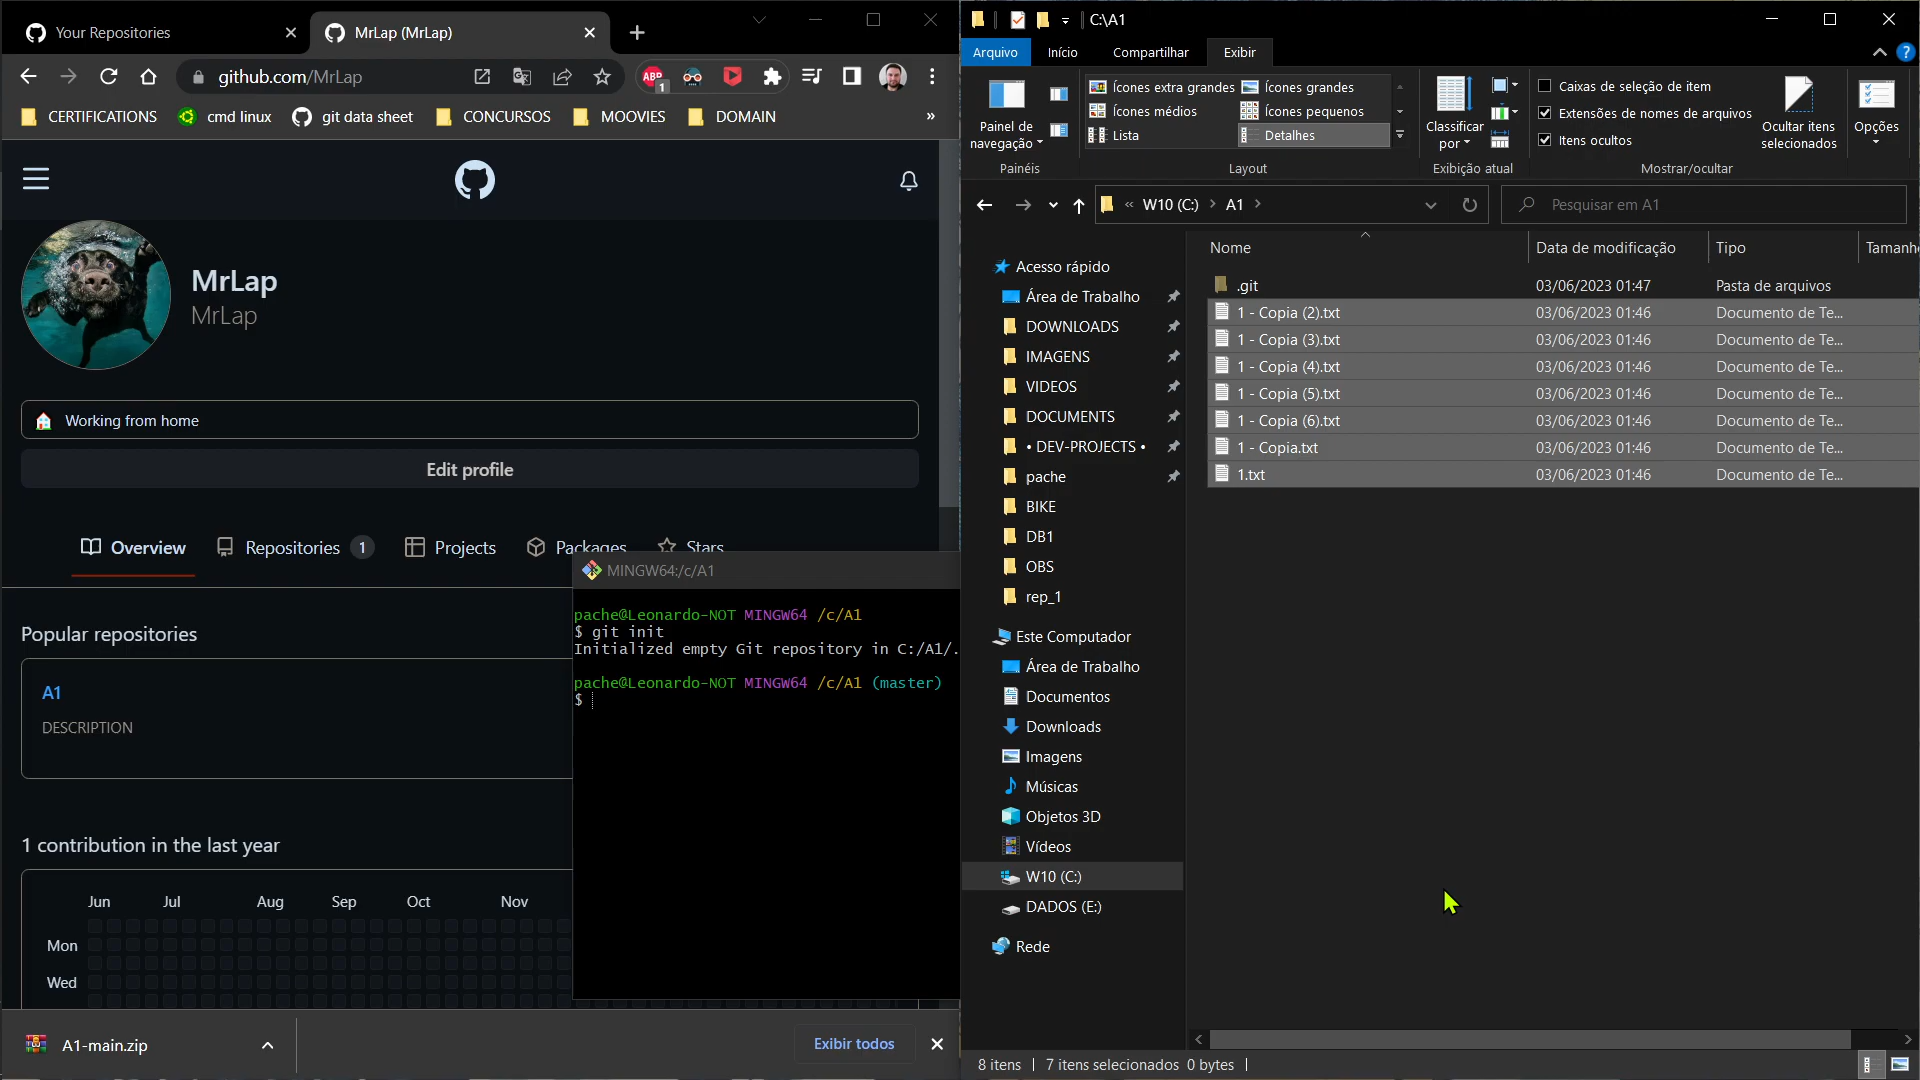 Your Repositories
MrLap (MrLap)
github.com/MrLap
ABP
1
CERTIFICATIONS
cmd linux
git data sheet
CONCURSOS
MOOVIES
DOMAIN
»
MrLap
MrLap
Working from home
Edit profile
Overview
Repositories 1
Projects
Packages
Stars
Popular repositories
A1
DESCRIPTION
1 contribution in the last year
Jun Jul Aug Sep Oct Nov
Mon
Wed
A1-main.zip
Exibir todos
MINGW64:/c/A1
pache@Leonardo-NOT MINGW64 /c/A1
$ git init
Initialized empty Git repository in C:/A1/.
pache@Leonardo-NOT MINGW64 /c/A1 (master)
$
C:\A1
Arquivo Início Compartilhar Exibir
?
Painel de navegação
Painéis
Ícones extra grandes Ícones grandes
Ícones médios Ícones pequenos
Lista Detalhes
Layout
Classificar por
Exibição atual
Caixas de seleção de item
Extensões de nomes de arquivos
Itens ocultos
Ocultar itens selecionados
Mostrar/ocultar
Opções
« W10 (C:) > A1 >
Pesquisar em A1
Acesso rápido
Área de Trabalho
DOWNLOADS
IMAGENS
VIDEOS
DOCUMENTS
• DEV-PROJECTS •
pache
BIKE
DB1
OBS
rep_1
Este Computador
Área de Trabalho
Documentos
Downloads
Imagens
Músicas
Objetos 3D
Vídeos
W10 (C:)
DADOS (E:)
Rede
Nome Data de modificação Tipo Tamanh
.git 03/06/2023 01:47 Pasta de arquivos
1 - Copia (2).txt 03/06/2023 01:46 Documento de Te...
1 - Copia (3).txt 03/06/2023 01:46 Documento de Te...
1 - Copia (4).txt 03/06/2023 01:46 Documento de Te...
1 - Copia (5).txt 03/06/2023 01:46 Documento de Te...
1 - Copia (6).txt 03/06/2023 01:46 Documento de Te...
1 - Copia.txt 03/06/2023 01:46 Documento de Te...
1.txt 03/06/2023 01:46 Documento de Te...
8 itens 7 itens selecionados 0 bytes